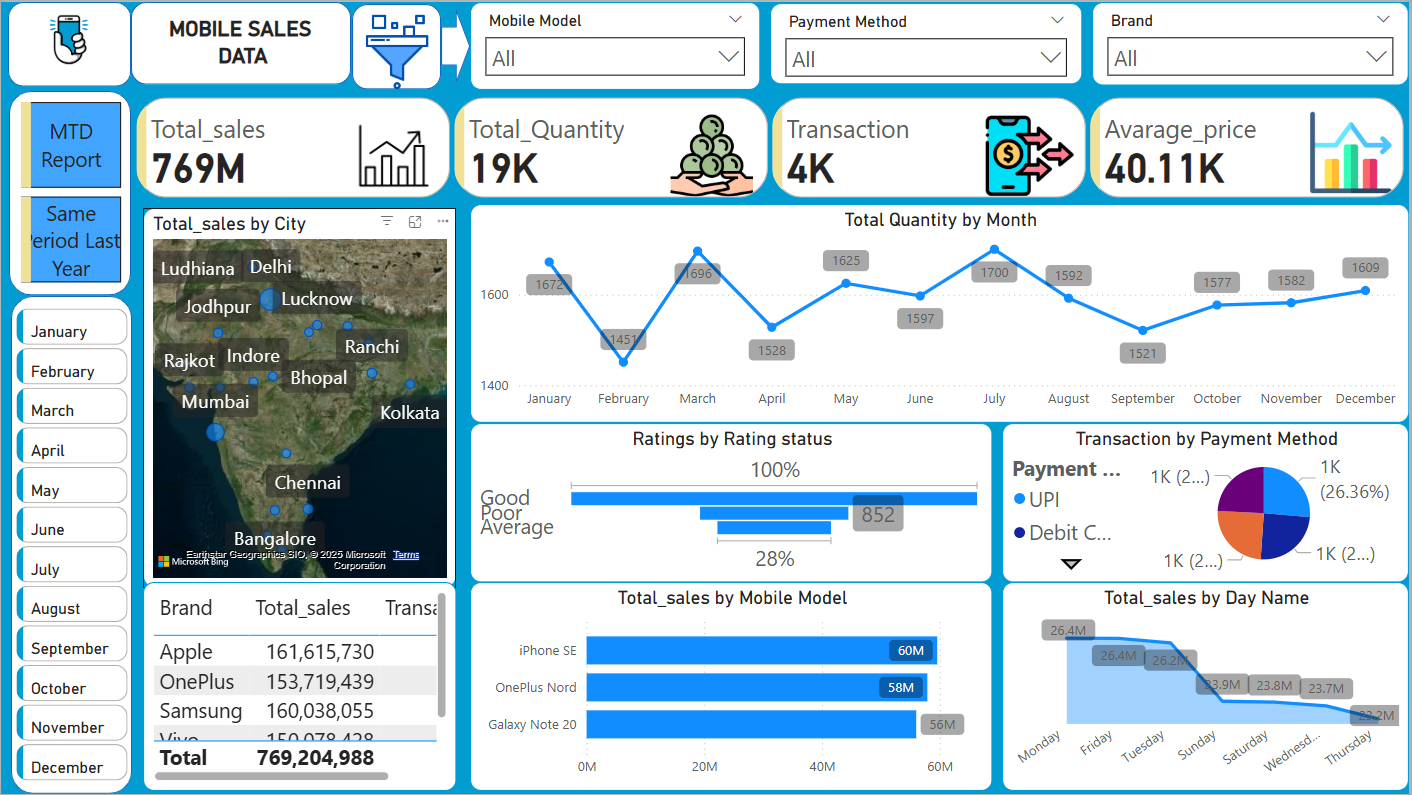 MOBILE SALES
DATA
Mobile Model
All
Payment Method
All
Brand
All
MTD
Report
Same
Period Last
Year
Total_sales
769M
Total_Quantity
19K
Transaction
4K
Avarage_price
40.11K
January
February
March
April
May
June
July
August
September
October
November
December
Total_sales by City
Ludhiana
Delhi
Jodhpur
Lucknow
Rajkot
Indore
Ranchi
Bhopal
Mumbai
Kolkata
Chennai
Bangalore
Microsoft Bing
Earthstar Geographics SIO, © 2025 Microsoft
Corporation
Terms
Total Quantity by Month
1600
1400
1672
1451
1696
1528
1625
1597
1700
1592
1521
1577
1582
1609
January February March April May June July August September October November December
Ratings by Rating status
100%
Good
Poor
Average
852
28%
Transaction by Payment Method
Payment ...
UPI
Debit C...
1K (2...)
1K
(26.36%)
1K (2...)
1K (2...)
Brand Total_sales Transa
Apple 161,615,730
OnePlus 153,719,439
Samsung 160,038,055
Vivo 150,078,428
Total 769,204,988
Total_sales by Mobile Model
iPhone SE 60M
OnePlus Nord 58M
Galaxy Note 20 56M
0M 20M 40M 60M
Total_sales by Day Name
26.4M
26.4M
26.2M
23.9M
23.8M
23.7M
23.2M
Monday Friday Tuesday Sunday Saturday Wednesd... Thursday